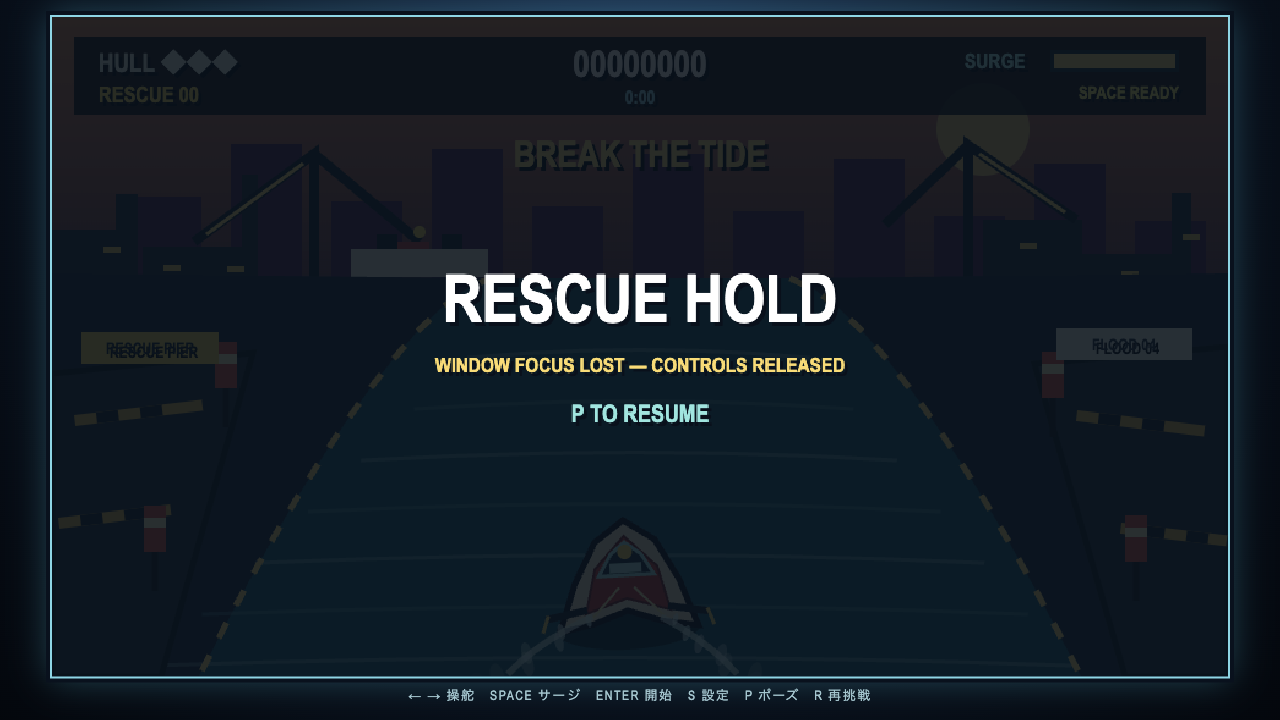 HULL
00000000
SURGE
RESCUE 00
0:00
SPACE READY
BREAK THE TIDE
RESCUE HOLD
RESCUE PIER
FLOOD 04
WINDOW FOCUS LOST — CONTROLS RELEASED
P TO RESUME
← → 操舵 SPACE サージ ENTER 開始 S 設定 P ポーズ R 再挑戦